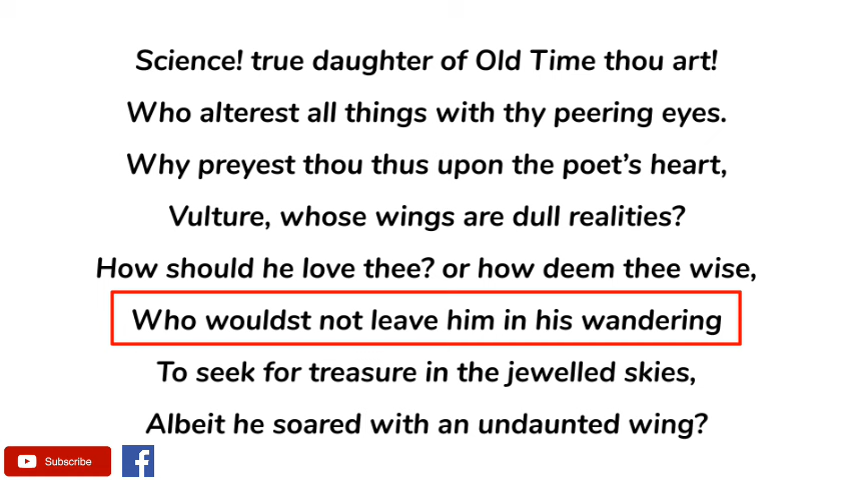 Science! true daughter of Old Time thou art!
Who alterest all things with thy peering eyes.
Why preyest thou thus upon the poet's heart,
Vulture, whose wings are dull realities?
How should he love thee? or how deem thee wise,
Who wouldst not leave him in his wandering
To seek for treasure in the jewelled skies,
Albeit he soared with an undaunted wing?
Subscribe